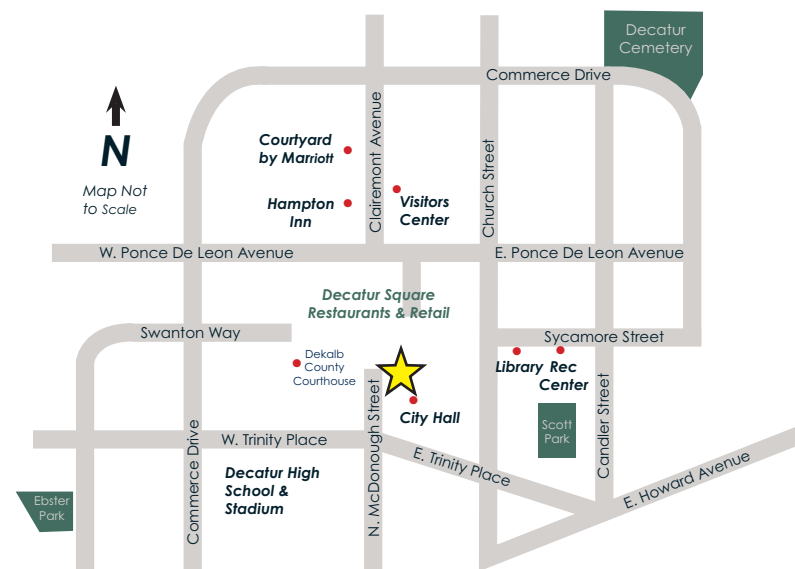 Decatur
Cemetery
Commerce Drive
N
Map Not
to Scale
Courtyard
by Marriott
Clairemont Avenue
Church Street
Hampton
Inn
Visitors
Center
W. Ponce De Leon Avenue
E. Ponce De Leon Avenue
Decatur Square
Restaurants & Retail
Swanton Way
Sycamore Street
Dekalb
County
Courthouse
Library
Rec
Center
City Hall
N. McDonough Street
Candler Street
Scott
Park
W. Trinity Place
E. Trinity Place
Commerce Drive
Decatur High
School &
Stadium
E. Howard Avenue
Ebster
Park